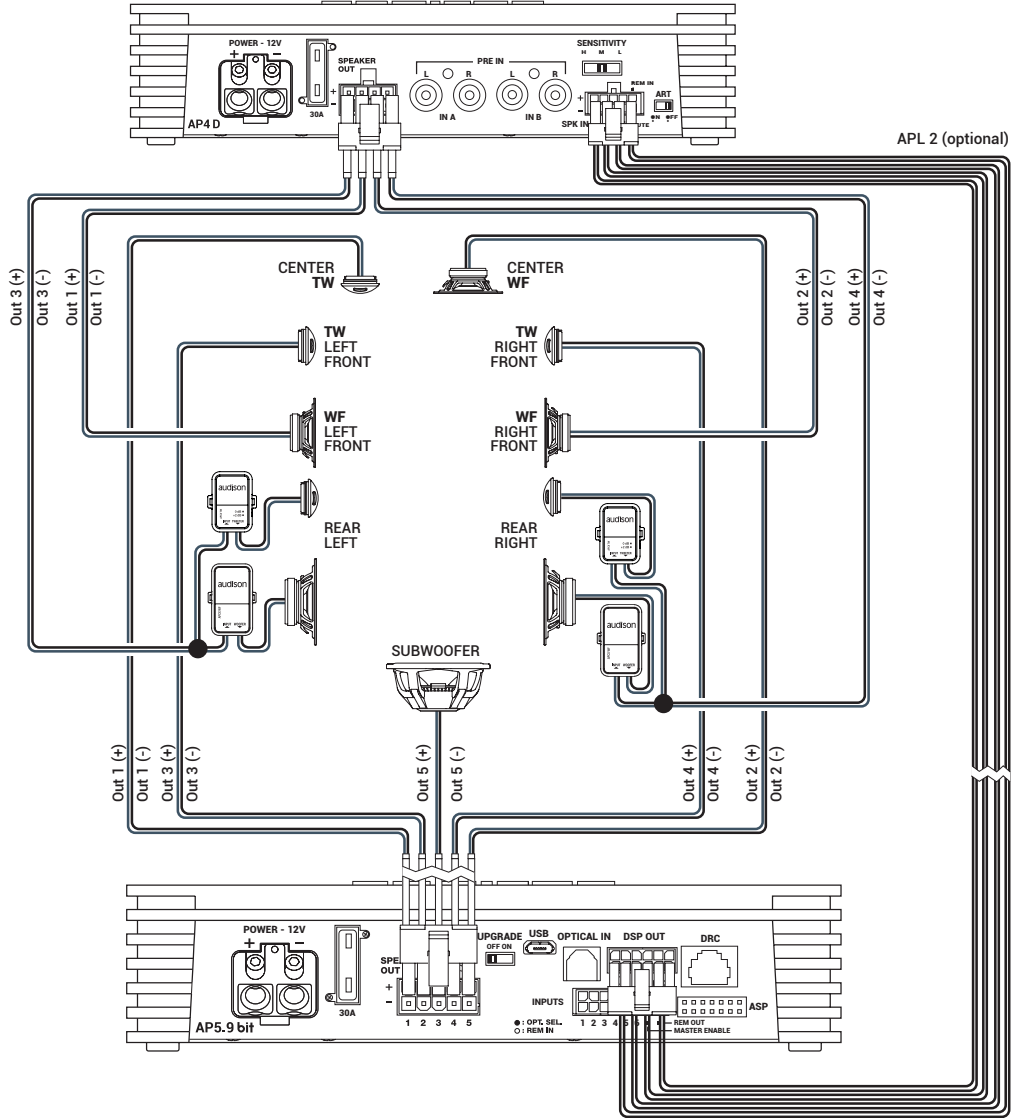 POWER - 12V
+ -
30A
SPEAKER
OUT
+
-
PRE IN
L R L R
IN A IN B
SENSITIVITY
H M L
REM IN
ART
ON OFF
+
-
SPK IN
AP4 D
APL 2 (optional)
Out 3 (+)
Out 3 (-)
Out 1 (+)
Out 1 (-)
Out 2 (+)
Out 2 (-)
Out 4 (+)
Out 4 (-)
CENTER
TW
CENTER
WF
TW
LEFT
FRONT
TW
RIGHT
FRONT
WF
LEFT
FRONT
WF
RIGHT
FRONT
audison
REAR
LEFT
REAR
RIGHT
audison
audison
audison
SUBWOOFER
Out 1 (+)
Out 1 (-)
Out 3 (+)
Out 3 (-)
Out 5 (+)
Out 5 (-)
Out 4 (+)
Out 4 (-)
Out 2 (+)
Out 2 (-)
POWER - 12V
+ -
30A
OUT
+
-
1 2 3 4 5
UPGRADE
OFF ON
USB
OPTICAL IN
DSP OUT
DRC
INPUTS
ASP
: OPT. SEL.
: REM IN
1 2 3 4 5
REM OUT
MASTER ENABLE
AP5.9 bit